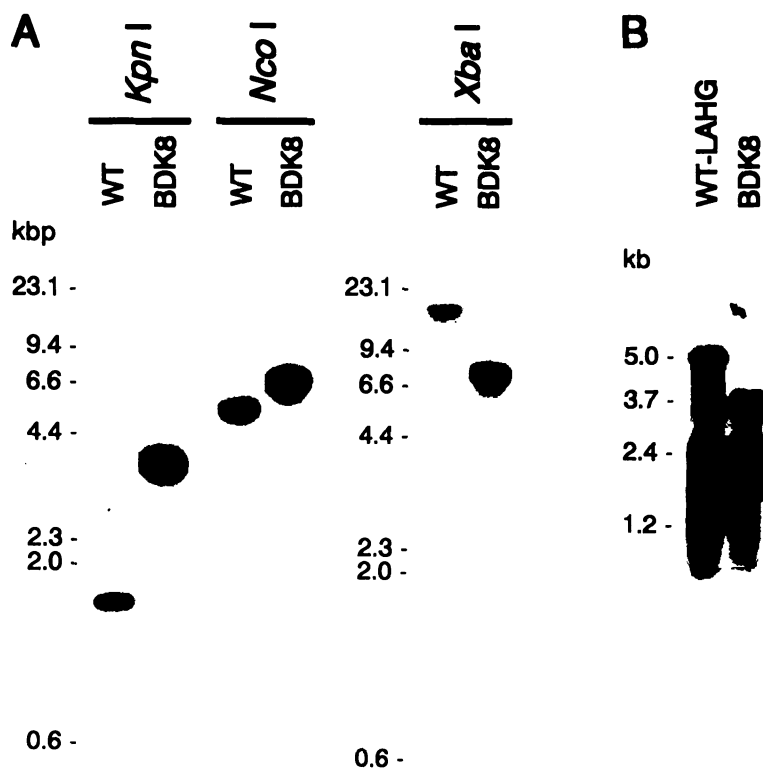 A
B
Kpn I
Nco I
Xba I
WT
BDK8
WT
BDK8
WT
BDK8
WT-LAHG
BDK8
kbp
23.1 -
9.4 -
6.6 -
4.4 -
2.3 -
2.0 -
0.6 -
23.1 -
9.4 -
6.6 -
4.4 -
2.3 -
2.0 -
0.6 -
kb
5.0 -
3.7 -
2.4 -
1.2 -